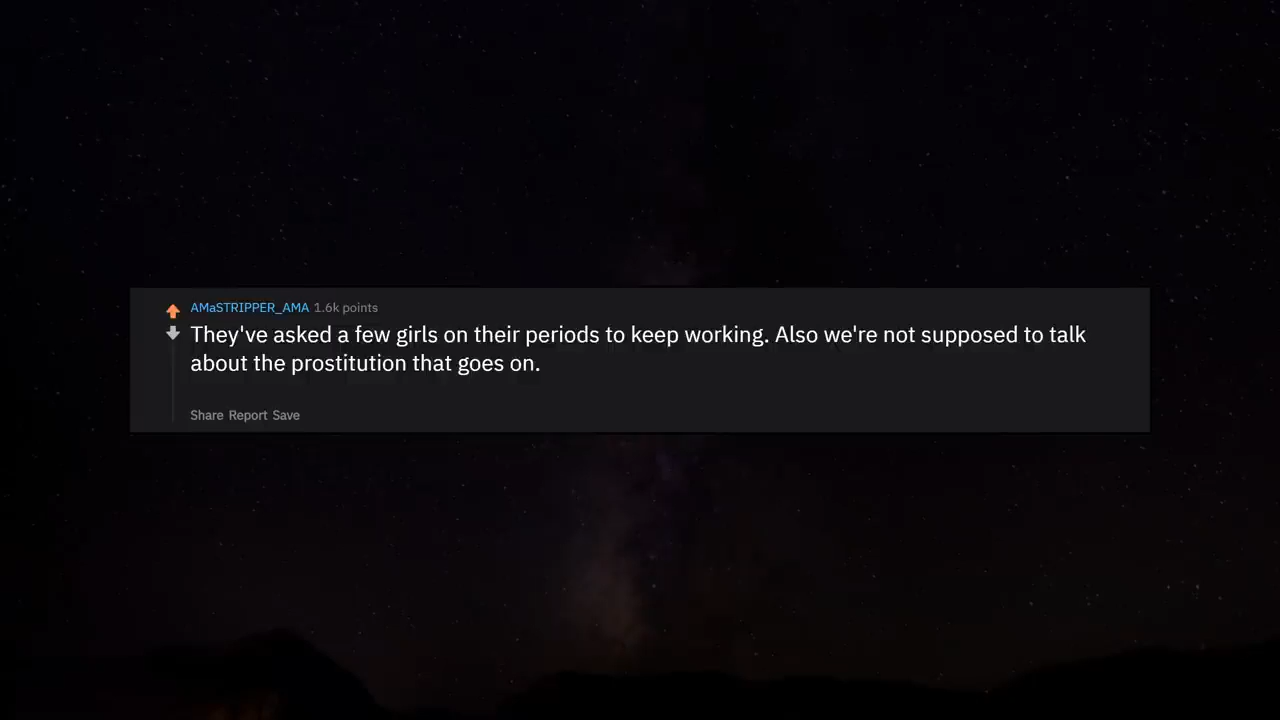 AMaSTRIPPER_AMA 1.6k points
They've asked a few girls on their periods to keep working. Also we're not supposed to talk
about the prostitution that goes on.
Share Report Save